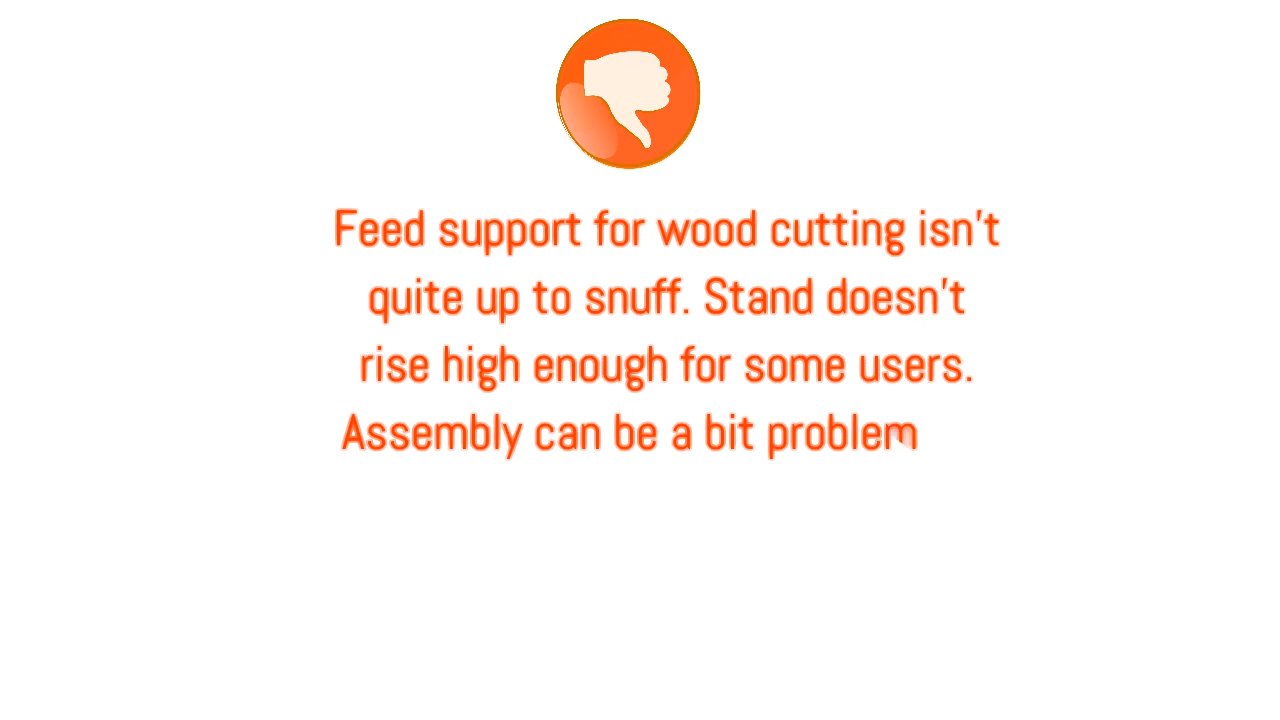 Feed support for wood cutting isn't
quite up to snuff. Stand doesn't
rise high enough for some users.
Assembly can be a bit problem